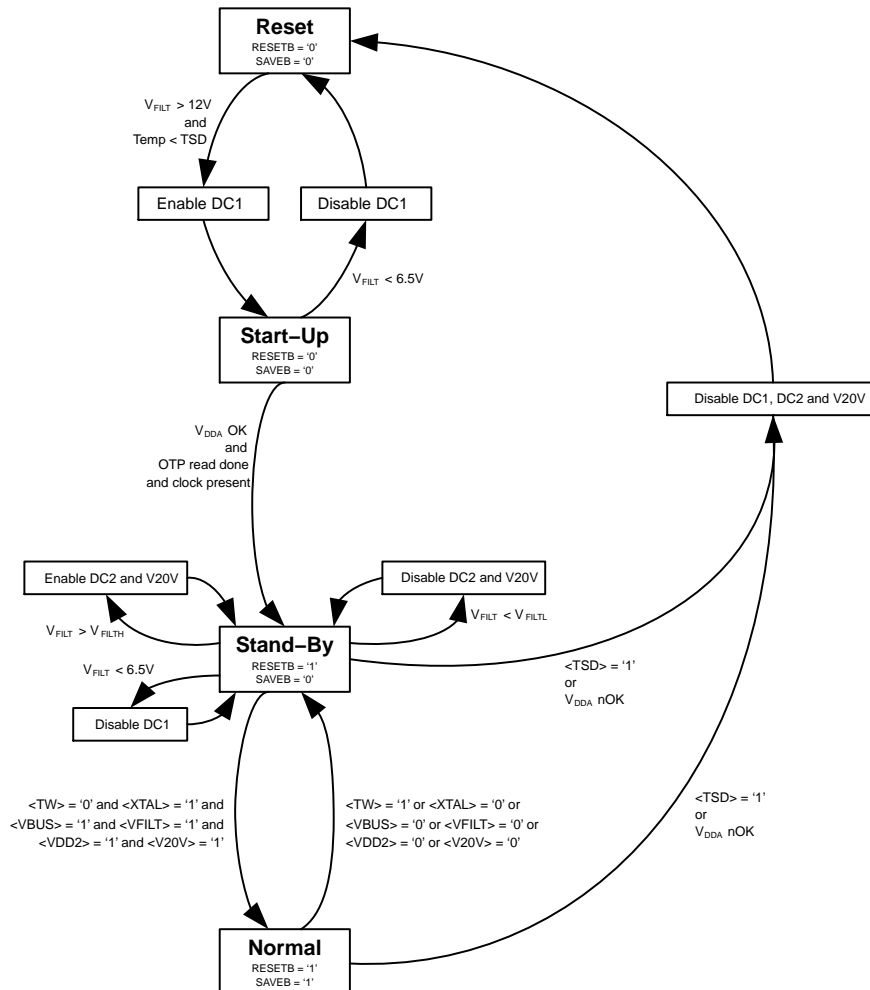 Reset
RESETB = ‘0’
SAVEB = ‘0’
VFILT > 12V
and
Temp < TSD
Enable DC1
Disable DC1
VFILT < 6.5V
Start–Up
RESETB = ‘0’
SAVEB = ‘0’
Disable DC1, DC2 and V20V
VDDA OK
and
OTP read done
and clock present
Enable DC2 and V20V
Disable DC2 and V20V
VFILT > VFILTH
VFILT < VFILTL
Stand–By
RESETB = ‘1’
SAVEB = ‘0’
VFILT < 6.5V
Disable DC1
<TSD> = ‘1’
or
VDDA nOK
<TW> = ‘0’ and <XTAL> = ‘1’ and
<VBUS> = ‘1’ and <VFILT> = ‘1’ and
<VDD2> = ‘1’ and <V20V> = ‘1’
<TW> = ‘1’ or <XTAL> = ‘0’ or
<VBUS> = ‘0’ or <VFILT> = ‘0’ or
<VDD2> = ‘0’ or <V20V> = ‘0’
<TSD> = ‘1’
or
VDDA nOK
Normal
RESETB = ‘1’
SAVEB = ‘1’